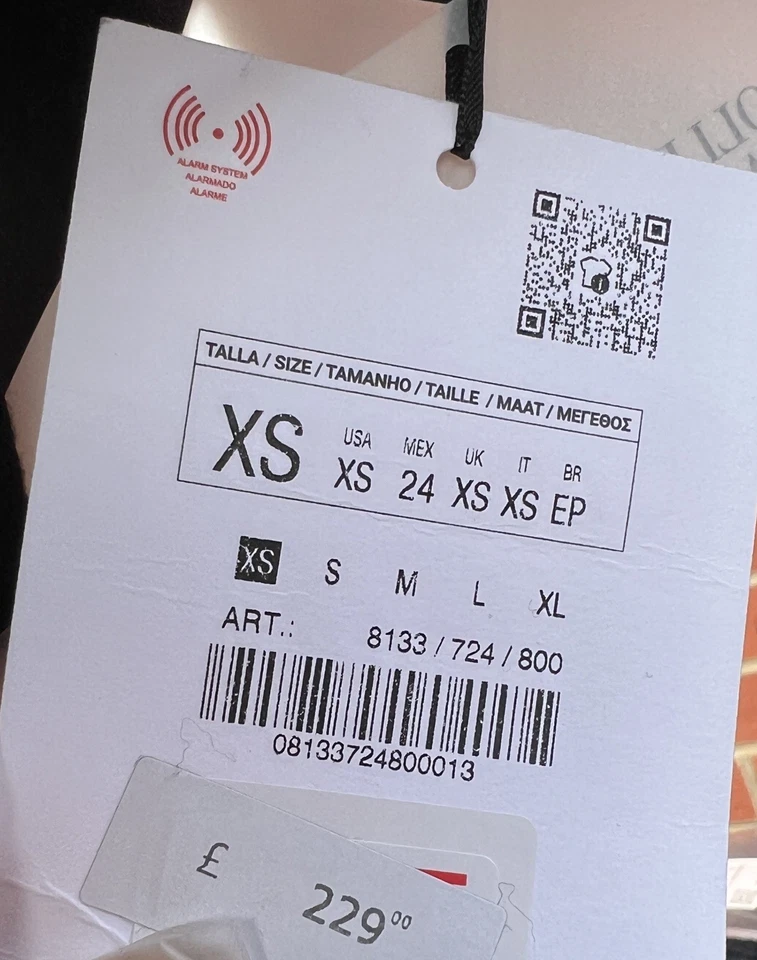 ALARM SYSTEM
ALARMADO
ALARME
TALLA / SIZE / TAMANHO / TAILLE / MAAT / ΜΕΓΕΘΟΣ
XS
USA MEX UK IT BR
XS 24 XS XS EP
XS S M L XL
ART.: 8133 / 724 / 800
08133724800013
£ 229⁰⁰